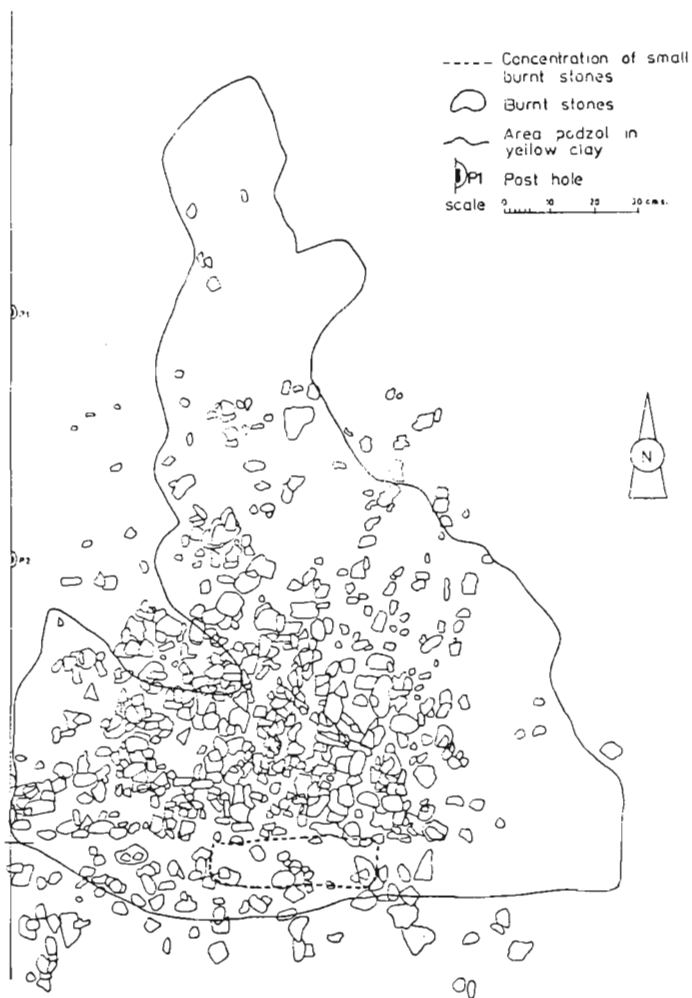 Concentration of small
burnt stones
Burnt stones
Area podzol in
yellow clay
P1 Post hole
scale 0 10 20 30 cms.
P1
N
P2